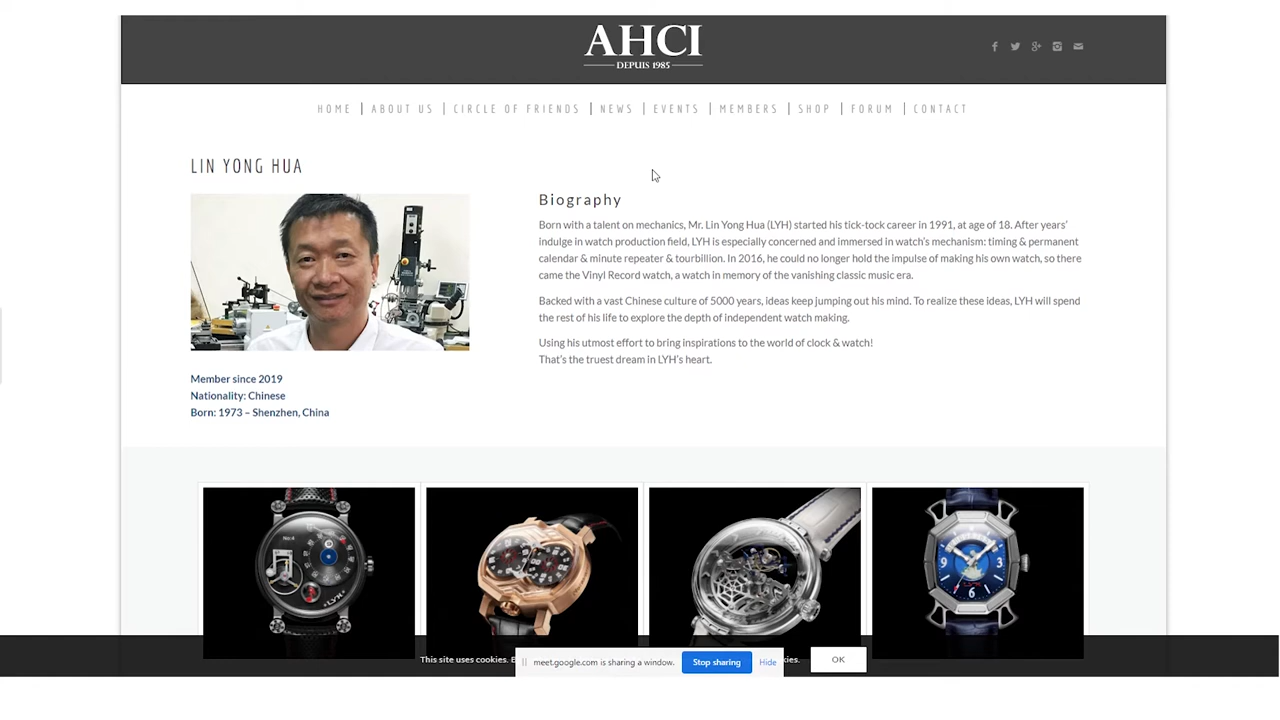 AHCI
DEPUIS 1985
HOME | ABOUT US | CIRCLE OF FRIENDS | NEWS | EVENTS | MEMBERS | SHOP | FORUM | CONTACT
LIN YONG HUA
Biography
Born with a talent on mechanics, Mr. Lin Yong Hua (LYH) started his tick-tock career in 1991, at age of 18. After years'
indulge in watch production field, LYH is especially concerned and immersed in watch's mechanism: timing & permanent
calendar & minute repeater & tourbillion. In 2016, he could no longer hold the impulse of making his own watch, so there
came the Vinyl Record watch, a watch in memory of the vanishing classic music era.
Backed with a vast Chinese culture of 5000 years, ideas keep jumping out his mind. To realize these ideas, LYH will spend
the rest of his life to explore the depth of independent watch making.
Using his utmost effort to bring inspirations to the world of clock & watch!
That's the truest dream in LYH's heart.
Member since 2019
Nationality: Chinese
Born: 1973 – Shenzhen, China
No:4
LYH
9
3
6
This site uses cookies.
OK
meet.google.com is sharing a window.
Stop sharing
Hide